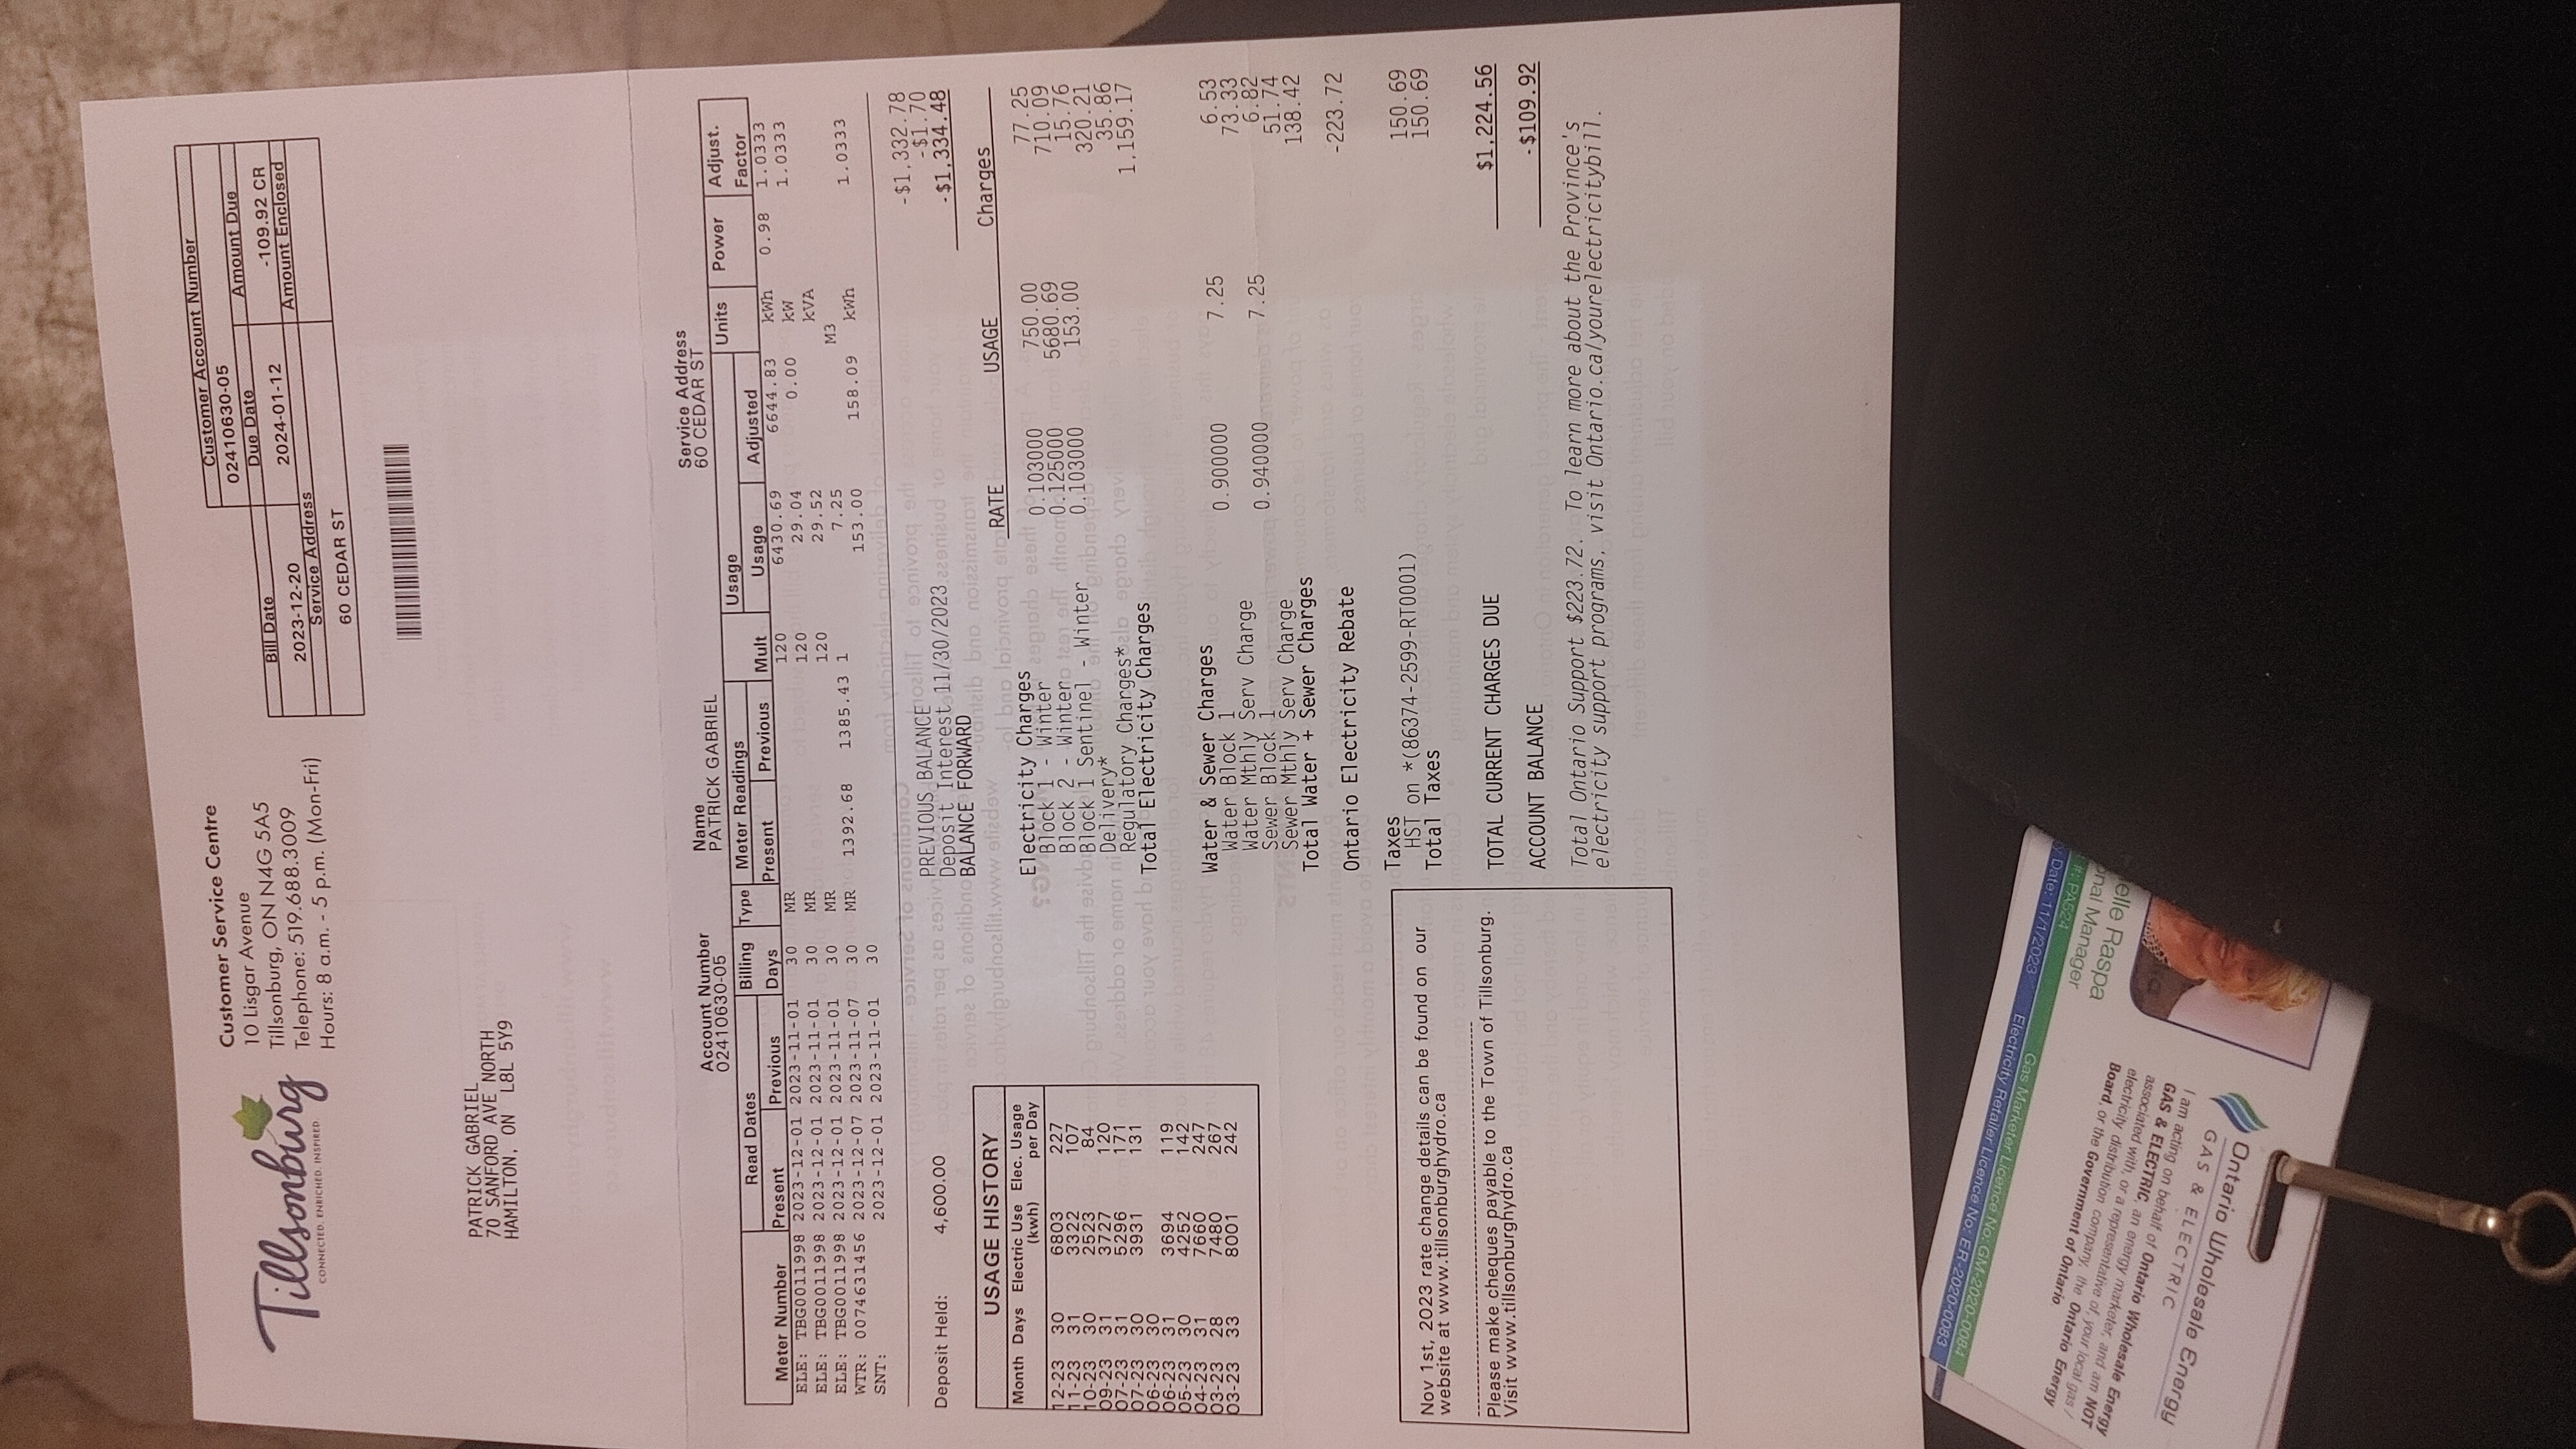 Tillsonburg
CONNECTED. ENRICHED. INSPIRED.
Customer Service Centre
10 Lisgar Avenue
Tillsonburg, ON N4G 5A5
Telephone: 519.688.3009
Hours: 8 a.m. - 5 p.m. (Mon-Fri)
Customer Account Number
02410630-05
Bill Date Due Date Amount Due
2023-12-20 2024-01-12 -109.92 CR
Service Address Amount Enclosed
60 CEDAR ST
PATRICK GABRIEL
70 SANFORD AVE NORTH
HAMILTON, ON L8L 5Y9
Account Number Name Service Address
02410630-05 PATRICK GABRIEL 60 CEDAR ST
Read Dates Billing Type Meter Readings Usage Units Power Adjust.
Meter Number Present Previous Days Present Previous Mult Usage Adjusted Factor
ELE: TBG0011998 2023-12-01 2023-11-01 30 MR 120 6430.69 6644.83 kWh 0.98 1.0333
ELE: TBG0011998 2023-12-01 2023-11-01 30 MR 120 29.04 0.00 kW 1.0333
ELE: TBG0011998 2023-12-01 2023-11-01 30 MR 120 29.52 kVA
WTR: 0074631456 2023-12-07 2023-11-07 30 MR 1392.68 1385.43 1 7.25 M3
SNT: 2023-12-01 2023-11-01 30 153.00 158.09 kWh 1.0333
Deposit Held: 4,600.00
PREVIOUS BALANCE -$1,332.78
Deposit Interest 11/30/2023 -$1.70
BALANCE FORWARD -$1,334.48
USAGE HISTORY
Month Days Electric Use Elec. Usage
(kwh) per Day
12-23 30 6803 227
11-23 31 3322 107
10-23 30 2523 84
09-23 31 3727 120
07-23 31 5296 171
07-23 30 3931 131
06-23 30
06-23 31 3694 119
05-23 30 4252 142
04-23 31 7660 247
03-23 28 7480 267
03-23 33 8001 242
RATE USAGE Charges
Electricity Charges
Block 1 - Winter 0.103000 750.00 77.25
Block 2 - Winter 0.125000 5680.69 710.09
Block 1 Sentinel - Winter 0.103000 153.00 15.76
Delivery* 320.21
Regulatory Charges* 35.86
Total Electricity Charges 1,159.17
Water & Sewer Charges
Water Block 1 0.900000 7.25 6.53
Water Mthly Serv Charge 73.33
Sewer Block 1 0.940000 7.25 6.82
Sewer Mthly Serv Charge 51.74
Total Water + Sewer Charges 138.42
Ontario Electricity Rebate -223.72
Taxes
HST on *(86374-2599-RT0001) 150.69
Total Taxes 150.69
TOTAL CURRENT CHARGES DUE $1,224.56
ACCOUNT BALANCE -$109.92
Total Ontario Support $223.72. To learn more about the Province's
electricity support programs, visit Ontario.ca/yourelectricitybill.
Nov 1st, 2023 rate change details can be found on our
website at www.tillsonburghydro.ca
Please make cheques payable to the Town of Tillsonburg.
Visit www.tillsonburghydro.ca
Ontario Wholesale Energy
GAS & ELECTRIC
I am acting on behalf of Ontario Wholesale Energy
GAS & ELECTRIC, an energy marketer, and am NOT
associated with, or a representative of, your local gas /
electricity distribution company, the Ontario Energy
Board, or the Government of Ontario.
elle Raspa
onal Manager
#: PA524
y Date: 11/1/2023
Gas Marketer Licence No: GM-2020-0084
Electricity Retailer Licence No: ER-2020-0083